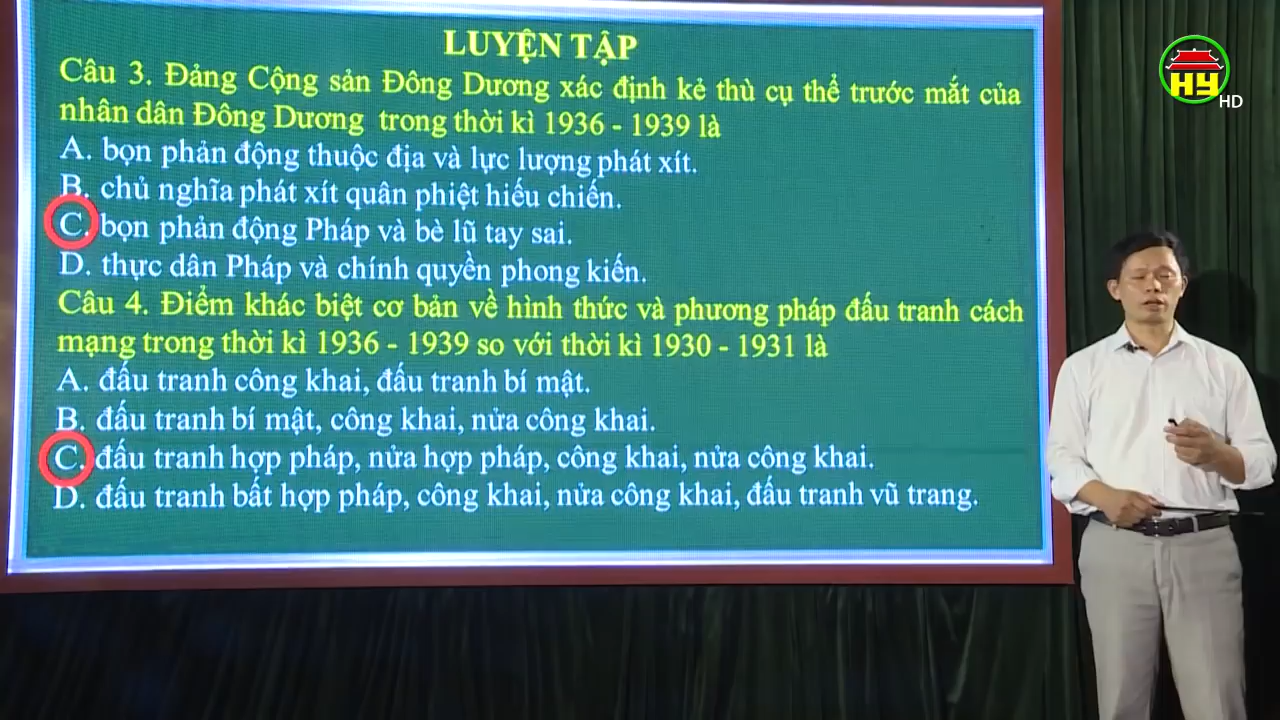 LUYỆN TẬP
Câu 3. Đảng Cộng sản Đông Dương xác định kẻ thù cụ thể trước mắt của
nhân dân Đông Dương trong thời kì 1936 - 1939 là
A. bọn phản động thuộc địa và lực lượng phát xít.
B. chủ nghĩa phát xít quân phiệt hiếu chiến.
C. bọn phản động Pháp và bè lũ tay sai.
D. thực dân Pháp và chính quyền phong kiến.
Câu 4. Điểm khác biệt cơ bản về hình thức và phương pháp đấu tranh cách
mạng trong thời kì 1936 - 1939 so với thời kì 1930 - 1931 là
A. đấu tranh công khai, đấu tranh bí mật.
B. đấu tranh bí mật, công khai, nửa công khai.
C. đấu tranh hợp pháp, nửa hợp pháp, công khai, nửa công khai.
D. đấu tranh bất hợp pháp, công khai, nửa công khai, đấu tranh vũ trang.
HY
HD